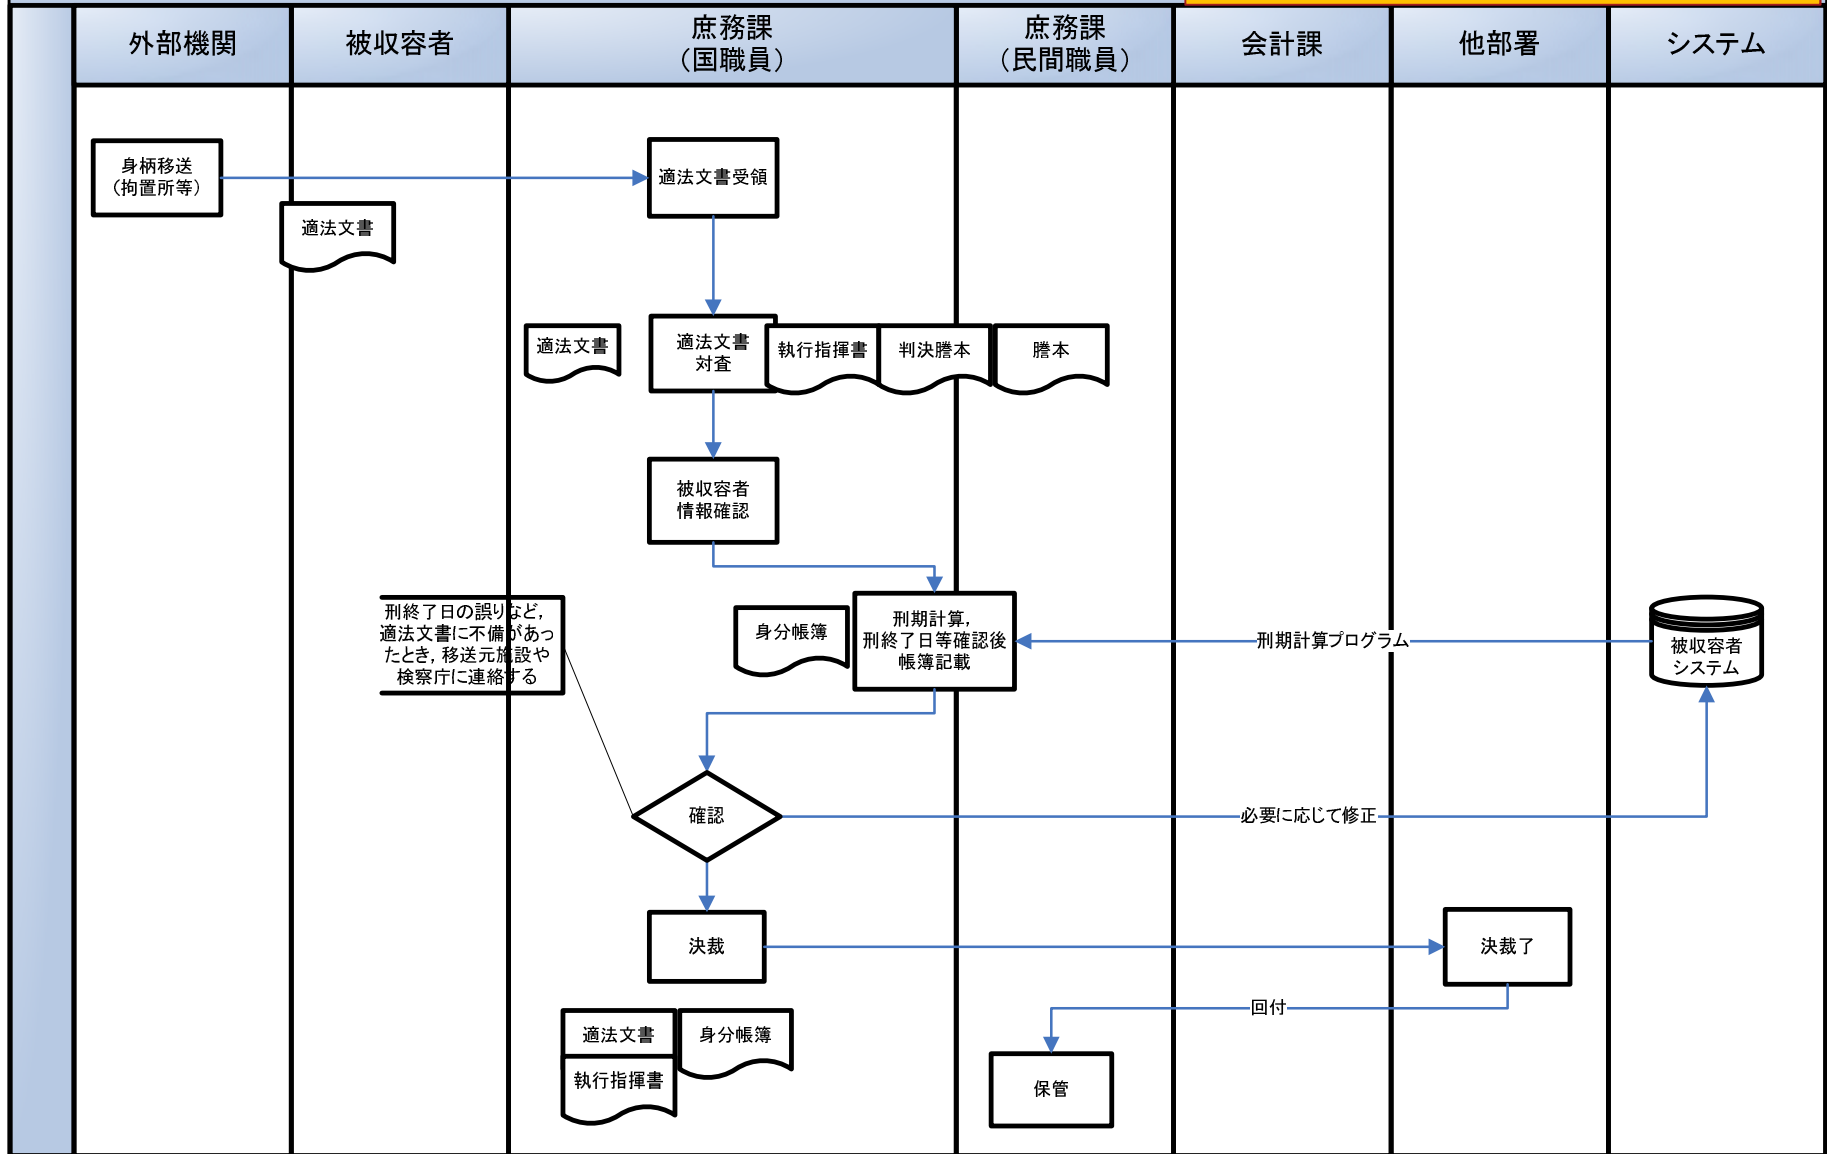 外部機関
被収容者
庶務課
（国職員）
庶務課
（民間職員）
会計課
他部署
システム
身柄移送
（拘置所等）
適法文書受領
適法文書
適法文書
適法文書
対査
執行指揮書
判決謄本
謄本
被収容者
情報確認
刑終了日の誤りなど，
適法文書に不備があっ
たとき，移送元施設や
検察庁に連絡する
身分帳簿
刑期計算，
刑終了日等確認後
帳簿記載
刑期計算プログラム
被収容者
システム
確認
必要に応じて修正
決裁
決裁了
回付
適法文書
身分帳簿
執行指揮書
保管